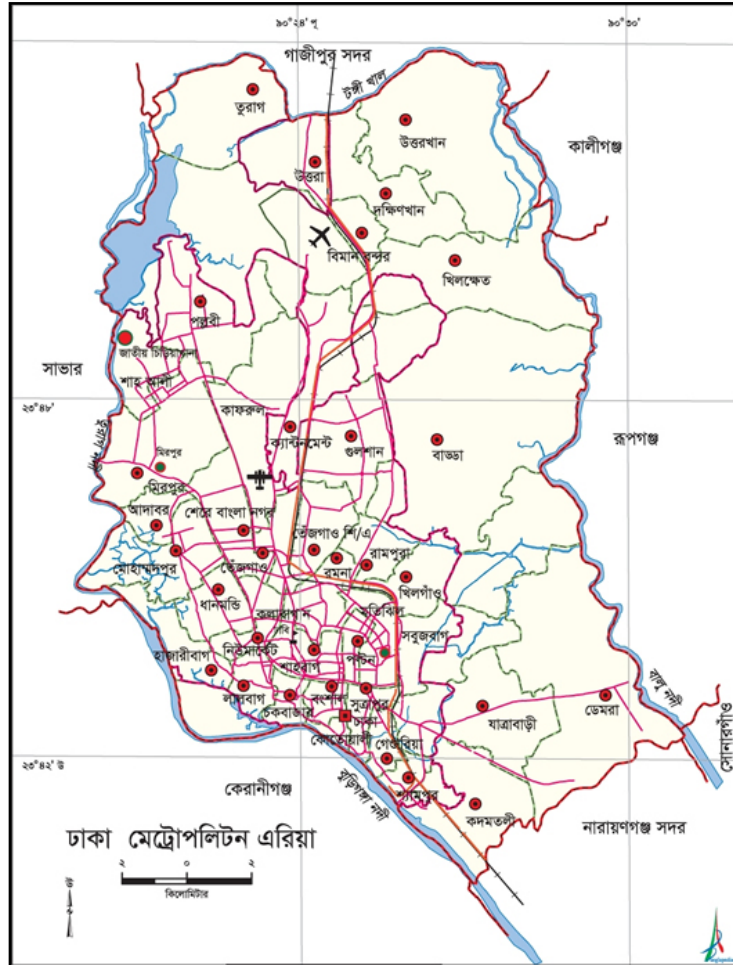 ৯০°২৪' পূ
৯০°৩০'
গাজীপুর সদর
টঙ্গী খাল
তুরাগ
উত্তরখান
কালীগঞ্জ
উত্তরা
দক্ষিণখান
বিমান বন্দর
খিলক্ষেত
পল্লবী
জাতীয় চিড়িয়াখানা
সাভার
শাহ আলী
২৩°৪৮'
কাফরুল
তুরাগ নদী
ক্যান্টনমেন্ট
গুলশান
বাড্ডা
রূপগঞ্জ
মিরপুর
মিরপুর
আদাবর
শেরে বাংলা নগর
তেঁজগাও শি/এ
মোহাম্মদপুর
তেঁজগাও
রমনা
রামপুরা
খিলগাঁও
ধানমন্ডি
কলাবাগান
মতিঝিল
সবুজবাগ
হাজারীবাগ
নিউমার্কেট
শাহবাগ
পল্টন
বালু নদী
লালবাগ
চকবাজার
বংশাল
সূত্রাপুর
ঢাকা
যাত্রাবাড়ী
ডেমরা
সোনারগাঁও
কোতোয়ালী
গেণ্ডারিয়া
২৩°৪২' উ
কেরানীগঞ্জ
বুড়িগঙ্গা নদী
শ্যামপুর
কদমতলী
নারায়ণগঞ্জ সদর
ঢাকা মেট্রোপলিটন এরিয়া
২ ০ ২
কিলোমিটার